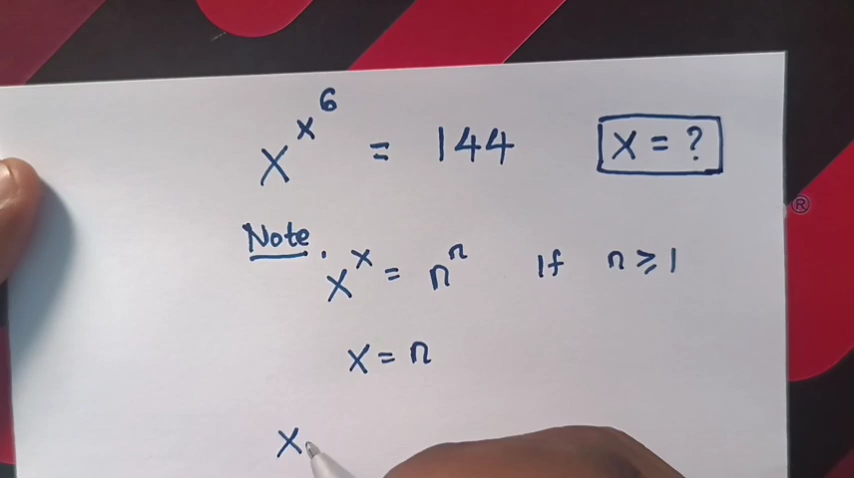 x^{x^6} = 144 x = ?
Note.
x^x = n^n If n ⩾ 1
x = n
x
®